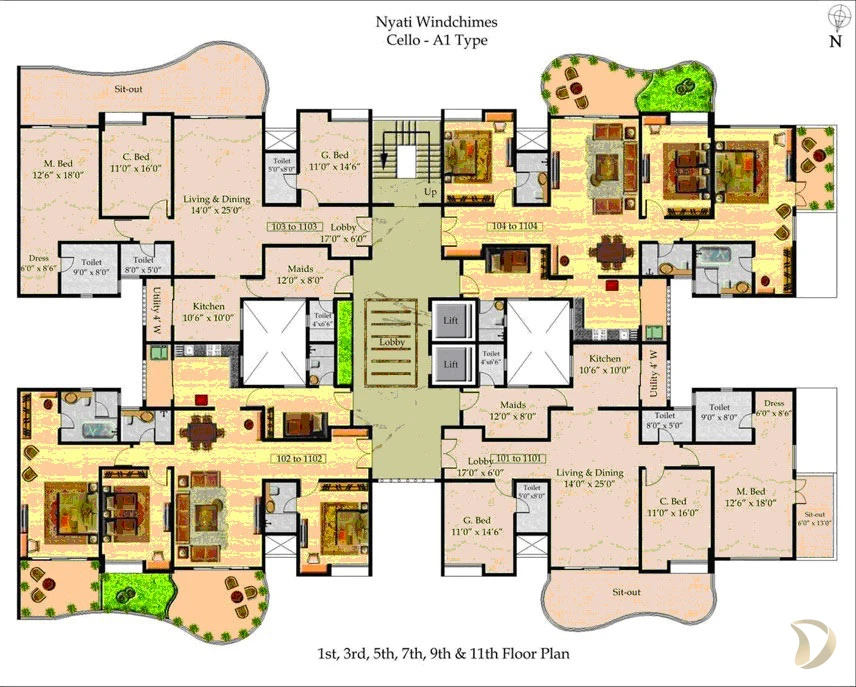 Nyati Windchimes
Cello - A1 Type
N
Sit-out
M. Bed
12'6" x 18'0"
C. Bed
11'0" x 16'0"
Living & Dining
14'0" x 25'0"
Toilet
5'0"x8'0"
G. Bed
11'0" x 14'6"
Up
103 to 1103
Lobby
17'0" x 6'0"
104 to 1104
Dress
6'0" x 8'6"
Toilet
9'0" x 8'0"
Toilet
8'0" x 5'0"
Maids
12'0" x 8'0"
Utility 4' W
Kitchen
10'6" x 10'0"
Toilet
4'x6'6"
Lobby
Lift
Lift
Toilet
4'x6'6"
Kitchen
10'6" x 10'0"
Utility 4' W
Maids
12'0" x 8'0"
Toilet
8'0" x 5'0"
Toilet
9'0" x 8'0"
Dress
6'0" x 8'6"
102 to 1102
Lobby
17'0" x 6'0"
101 to 1101
Living & Dining
14'0" x 25'0"
Toilet
5'0"x8'0"
G. Bed
11'0" x 14'6"
C. Bed
11'0" x 16'0"
M. Bed
12'6" x 18'0"
Sit-out
6'0" x 13'0"
Sit-out
1st, 3rd, 5th, 7th, 9th & 11th Floor Plan